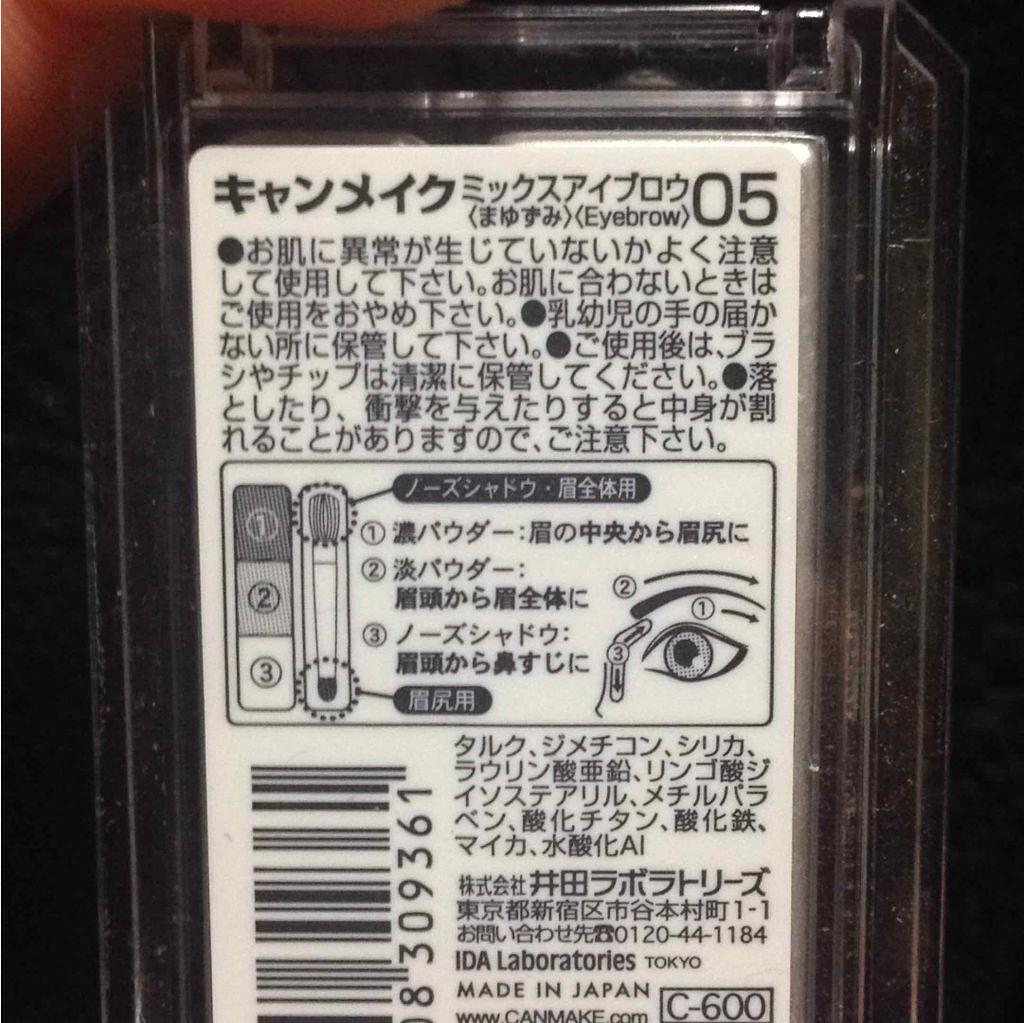 キャンメイク ミックスアイブロウ 05
〈まゆずみ〉〈Eyebrow〉
●お肌に異常が生じていないかよく注意
して使用して下さい。お肌に合わないときは
ご使用をおやめ下さい。●乳幼児の手の届か
ない所に保管して下さい。●ご使用後は、ブラ
シやチップは清潔に保管してください。●落
としたり、衝撃を与えたりすると中身が割
れることがありますので、ご注意下さい。
ノーズシャドウ・眉全体用
① 濃パウダー：眉の中央から眉尻に
② 淡パウダー：
眉頭から眉全体に
③ ノーズシャドウ：
眉頭から鼻すじに
眉尻用
①
②
③
②
①
③
タルク、ジメチコン、シリカ、
ラウリン酸亜鉛、リンゴ酸ジ
イソステアリル、メチルパラ
ベン、酸化チタン、酸化鉄、
マイカ、水酸化Al
株式会社 井田ラボラトリーズ
東京都新宿区市谷本村町1-1
お問い合わせ先☎0120-44-1184
IDA Laboratories TOKYO
MADE IN JAPAN
www.CANMAKE.com C-600
08309361